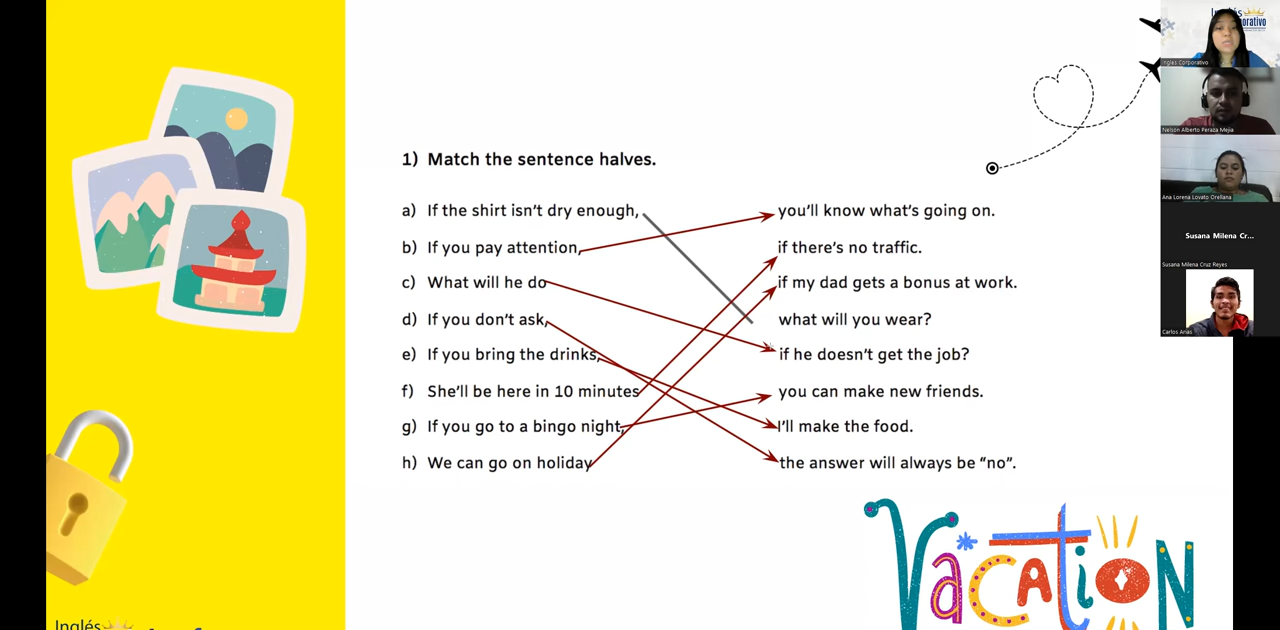 1) Match the sentence halves.
a) If the shirt isn't dry enough,
b) If you pay attention,
c) What will he do
d) If you don't ask,
e) If you bring the drinks,
f) She'll be here in 10 minutes
g) If you go to a bingo night,
h) We can go on holiday
you'll know what's going on.
if there's no traffic.
if my dad gets a bonus at work.
what will you wear?
if he doesn't get the job?
you can make new friends.
I'll make the food.
the answer will always be “no”.
VACATION
Inglés
Inglés Corporativo
Nelson Alberto Peraza Mejia
Ana Lorena Lovato Orellana
Susana Milena Cr...
Susana Milena Cruz Reyes
Carlos Arias